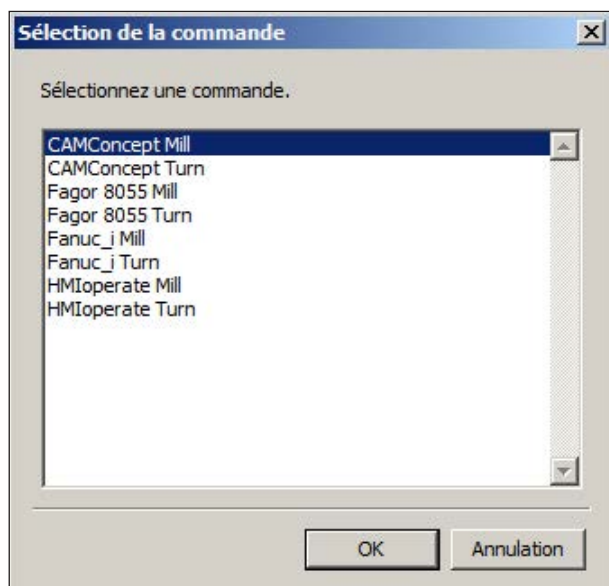 Sélection de la commande
Sélectionnez une commande.
CAMConcept Mill
CAMConcept Turn
Fagor 8055 Mill
Fagor 8055 Turn
Fanuc_i Mill
Fanuc_i Turn
HMIoperate Mill
HMIoperate Turn
OK
Annulation